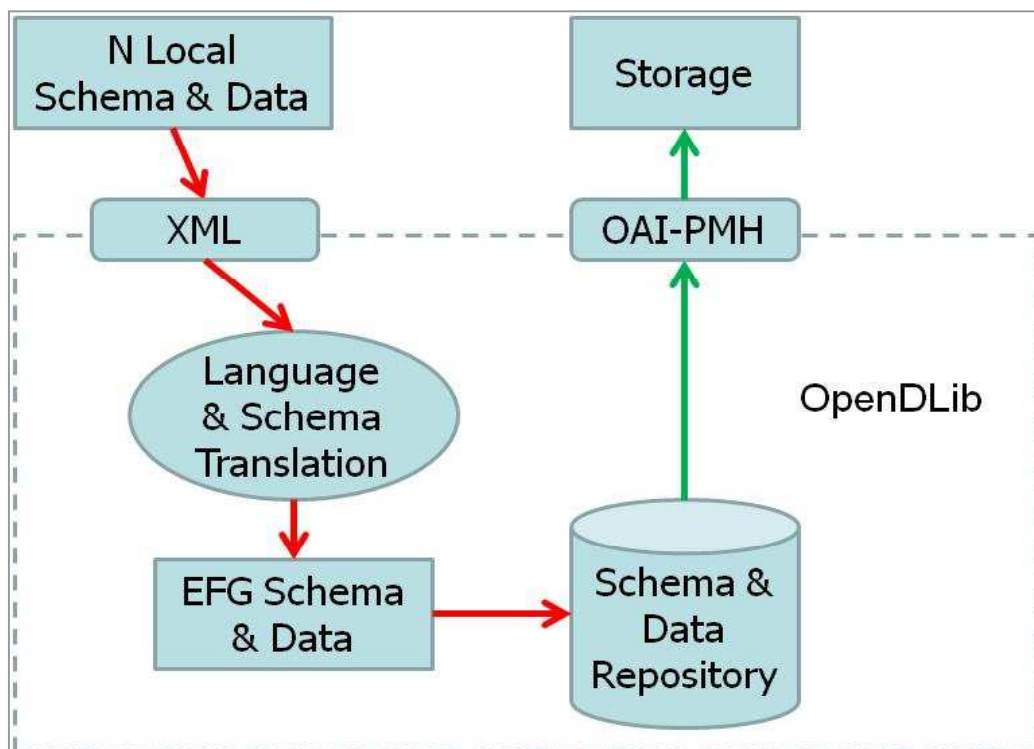 N Local
Schema & Data
Storage
XML
OAI-PMH
Language
& Schema
Translation
OpenDLib
EFG Schema
& Data
Schema &
Data
Repository